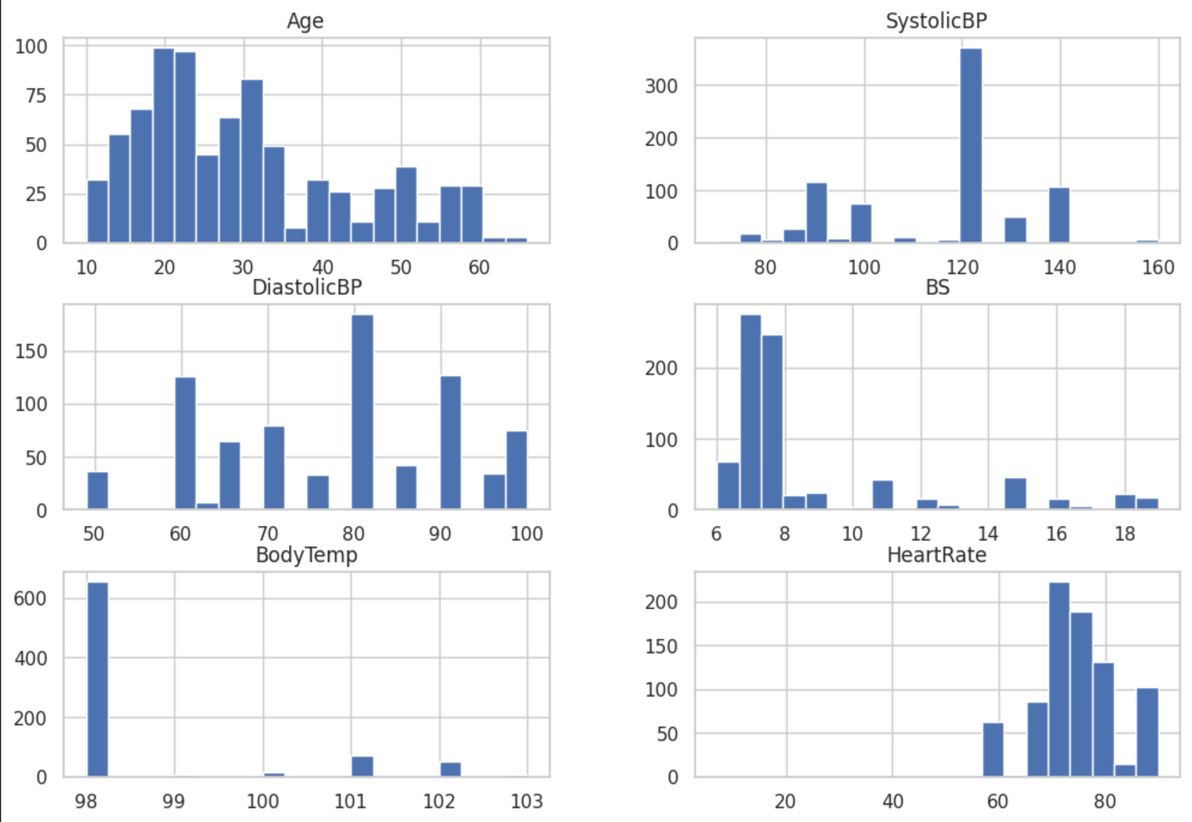 Age
SystolicBP
100
75
50
25
0
10 20 30 40 50 60
300
200
100
0
80 100 120 140 160
DiastolicBP
BS
150
100
50
0
50 60 70 80 90 100
200
100
0
6 8 10 12 14 16 18
BodyTemp
HeartRate
600
400
200
0
98 99 100 101 102 103
200
150
100
50
0
20 40 60 80